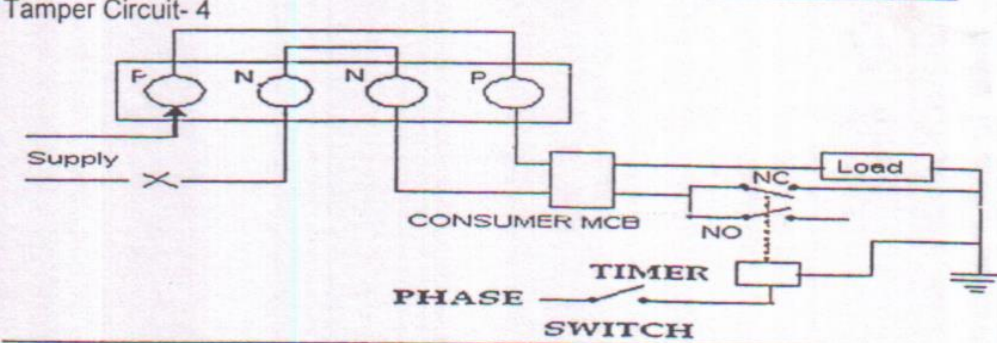 Tamper Circuit- 4
P N N P
Supply
Load
NC
CONSUMER MCB
NO
TIMER
PHASE
SWITCH